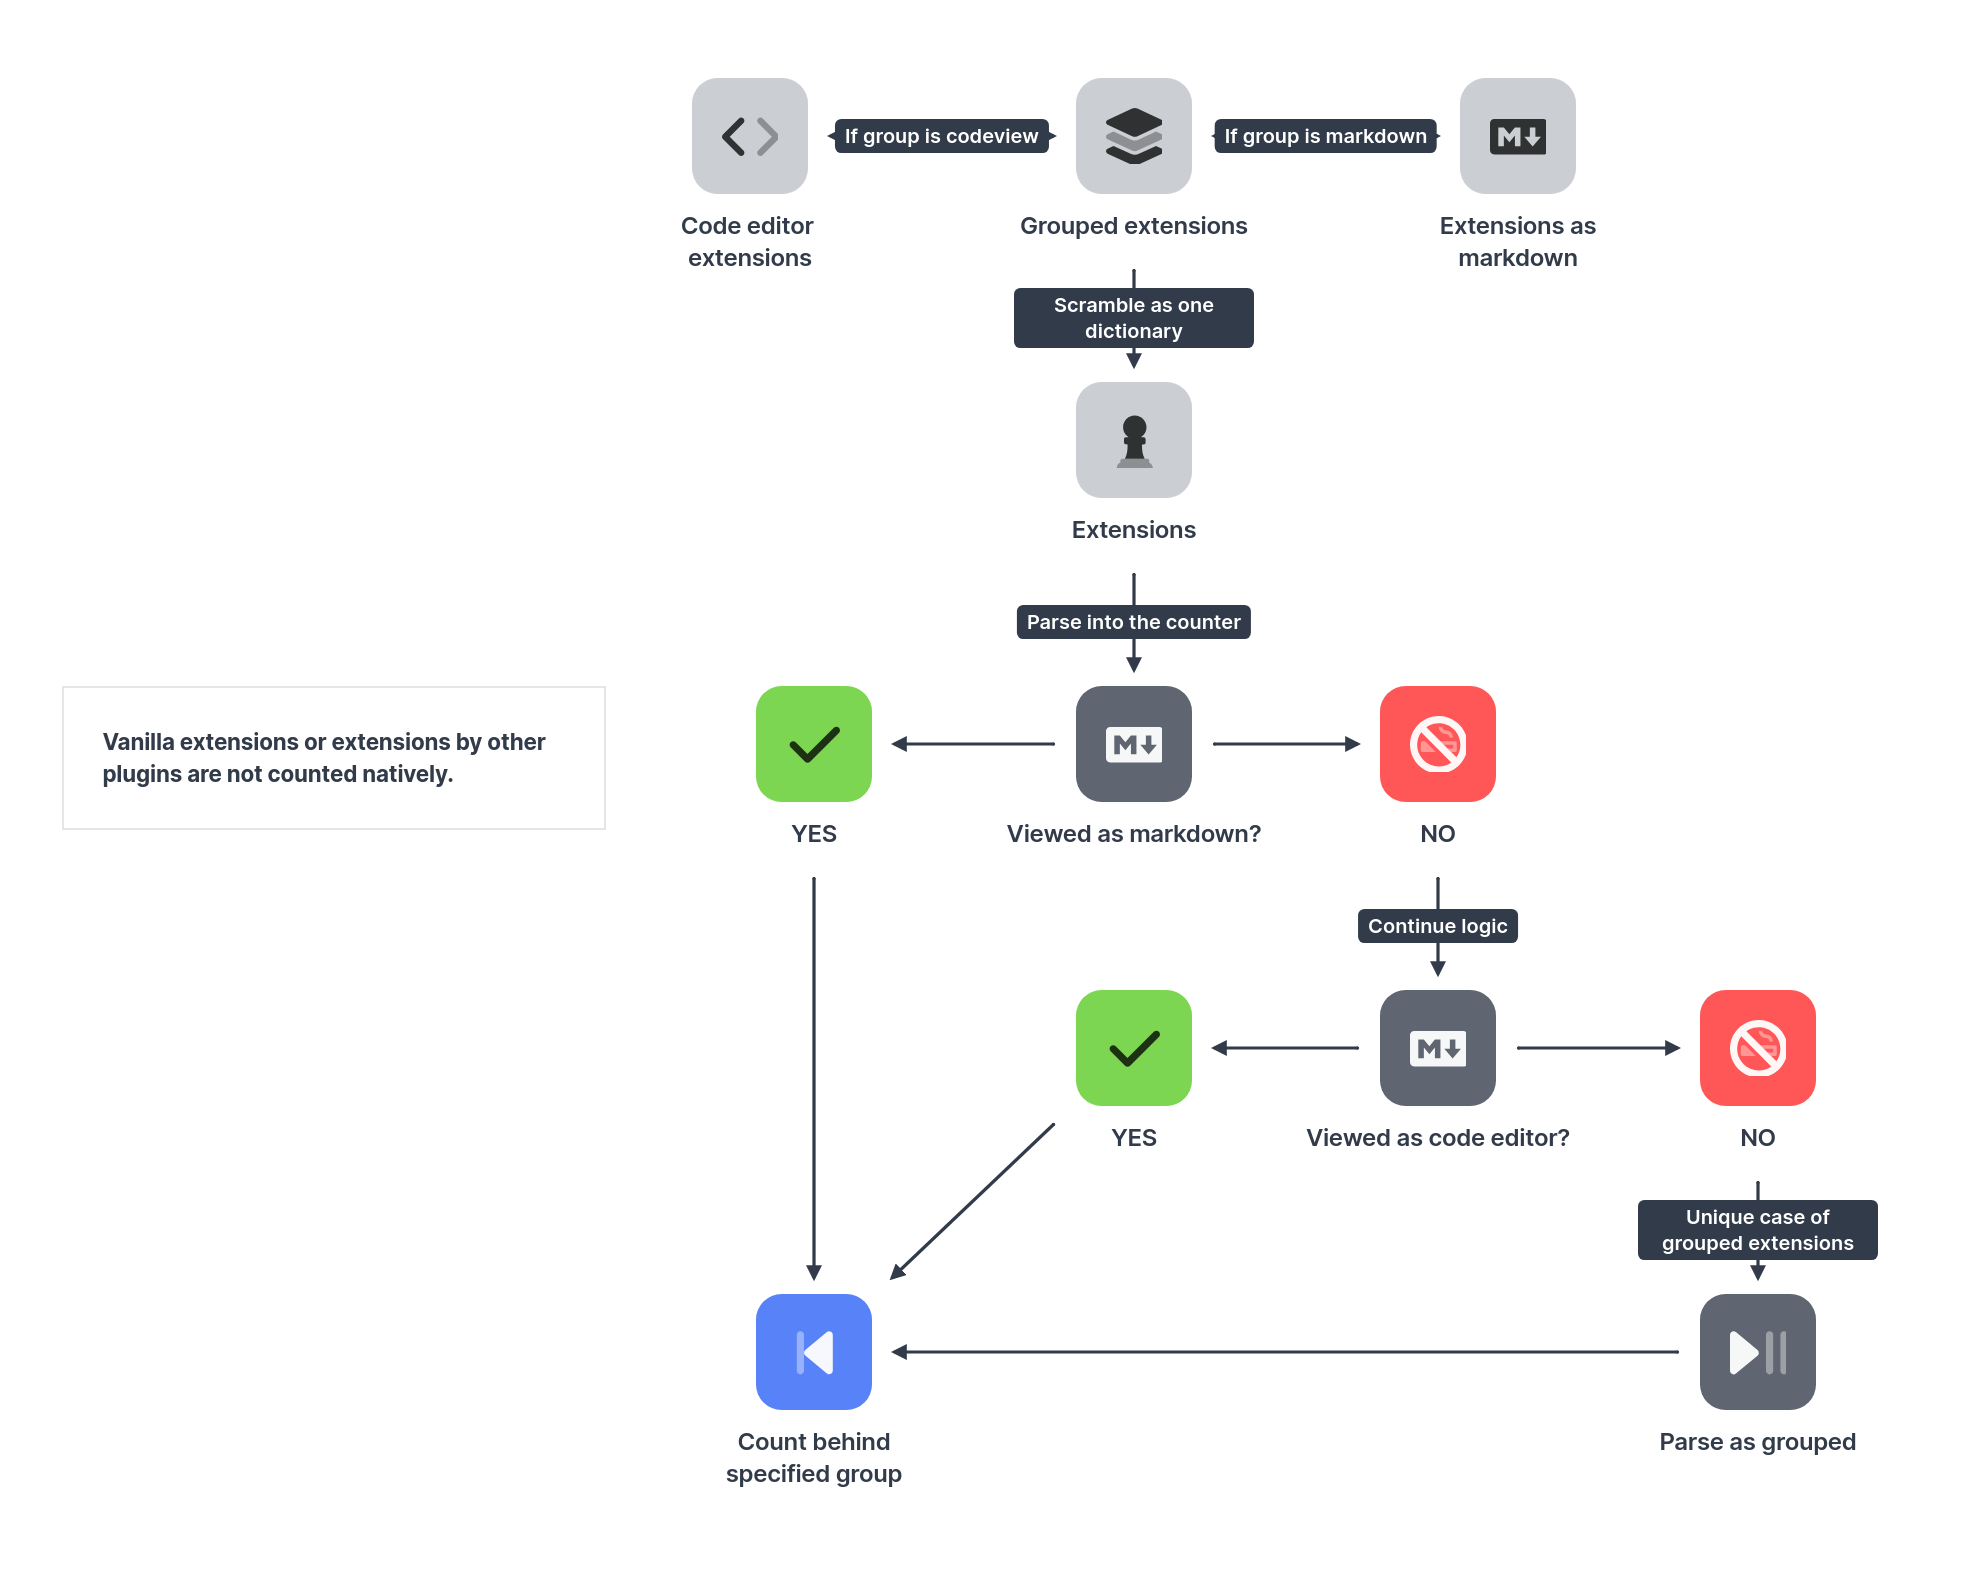 If group is codeview
If group is markdown
M
Code editor
extensions
Grouped extensions
Extensions as
markdown
Scramble as one
dictionary
Extensions
Parse into the counter
Vanilla extensions or extensions by other
plugins are not counted natively.
M
YES
Viewed as markdown?
NO
Continue logic
M
YES
Viewed as code editor?
NO
Unique case of
grouped extensions
Count behind
specified group
Parse as grouped